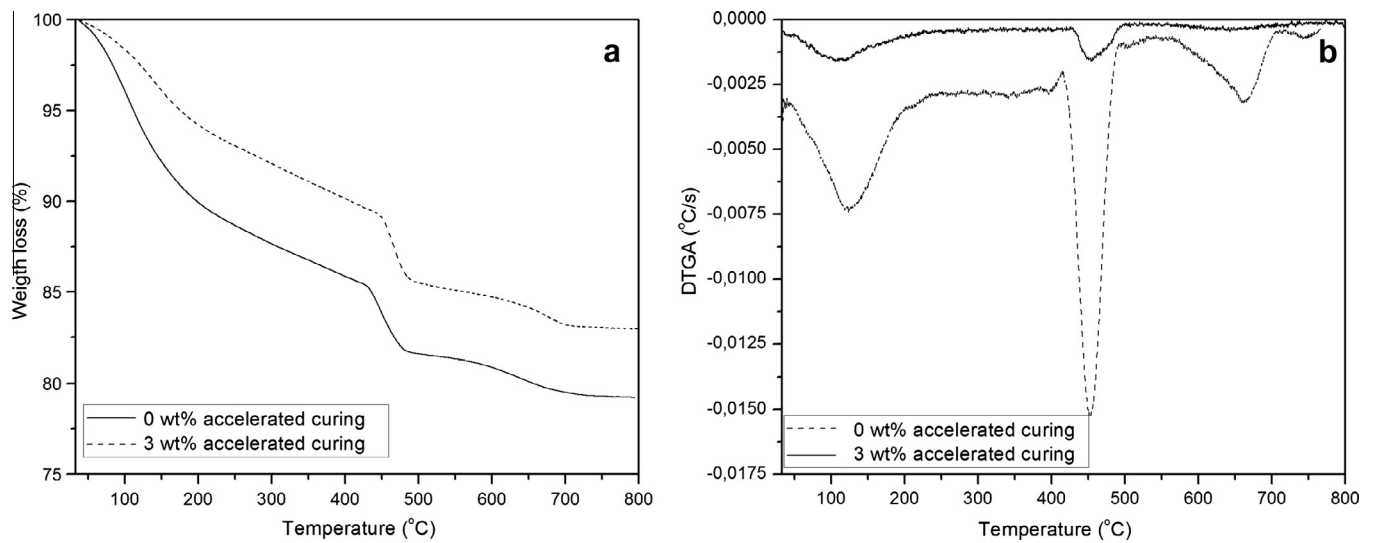 a
100
95
90
85
80
75
Weigth loss (%)
0 wt% accelerated curing
3 wt% accelerated curing
100 200 300 400 500 600 700 800
Temperature (°C)
b
0,0000
-0,0025
-0,0050
-0,0075
-0,0100
-0,0125
-0,0150
-0,0175
DTGA (°C/s)
0 wt% accelerated curing
3 wt% accelerated curing
100 200 300 400 500 600 700 800
Temperature (°C)